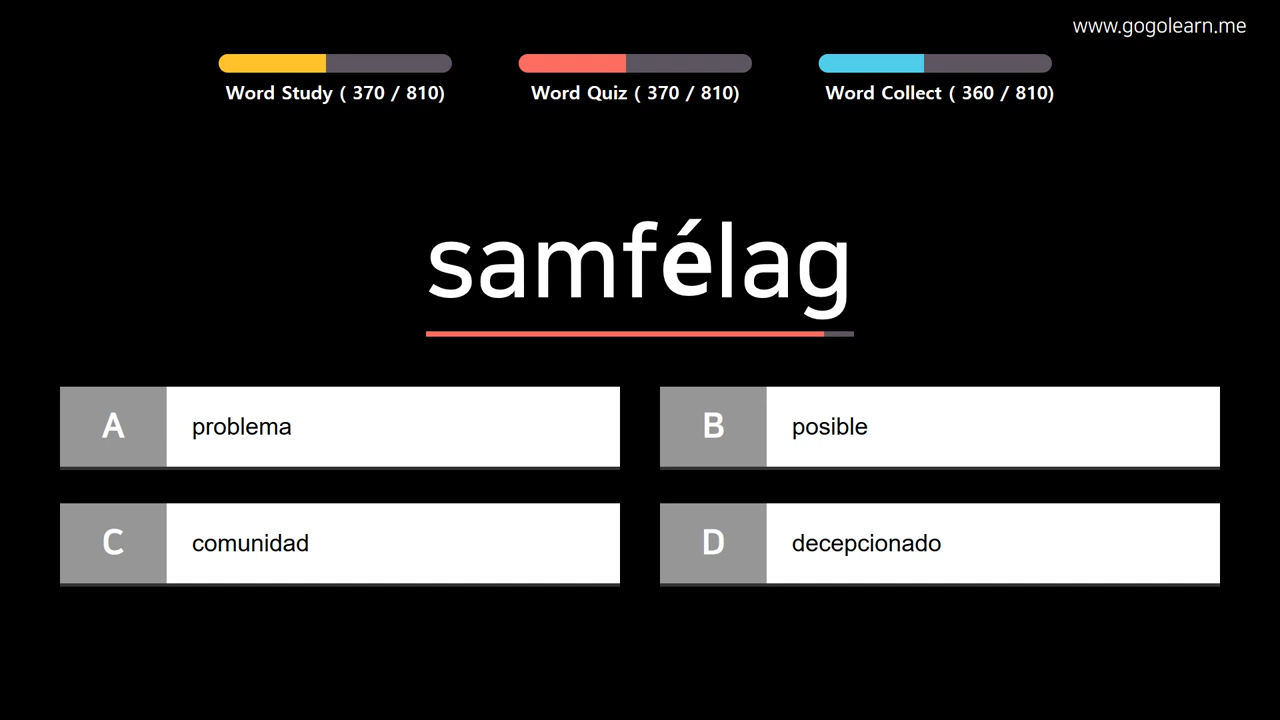 www.gogolearn.me
Word Study ( 370 / 810)
Word Quiz ( 370 / 810)
Word Collect ( 360 / 810)
samfélag
A
problema
B
posible
C
comunidad
D
decepcionado